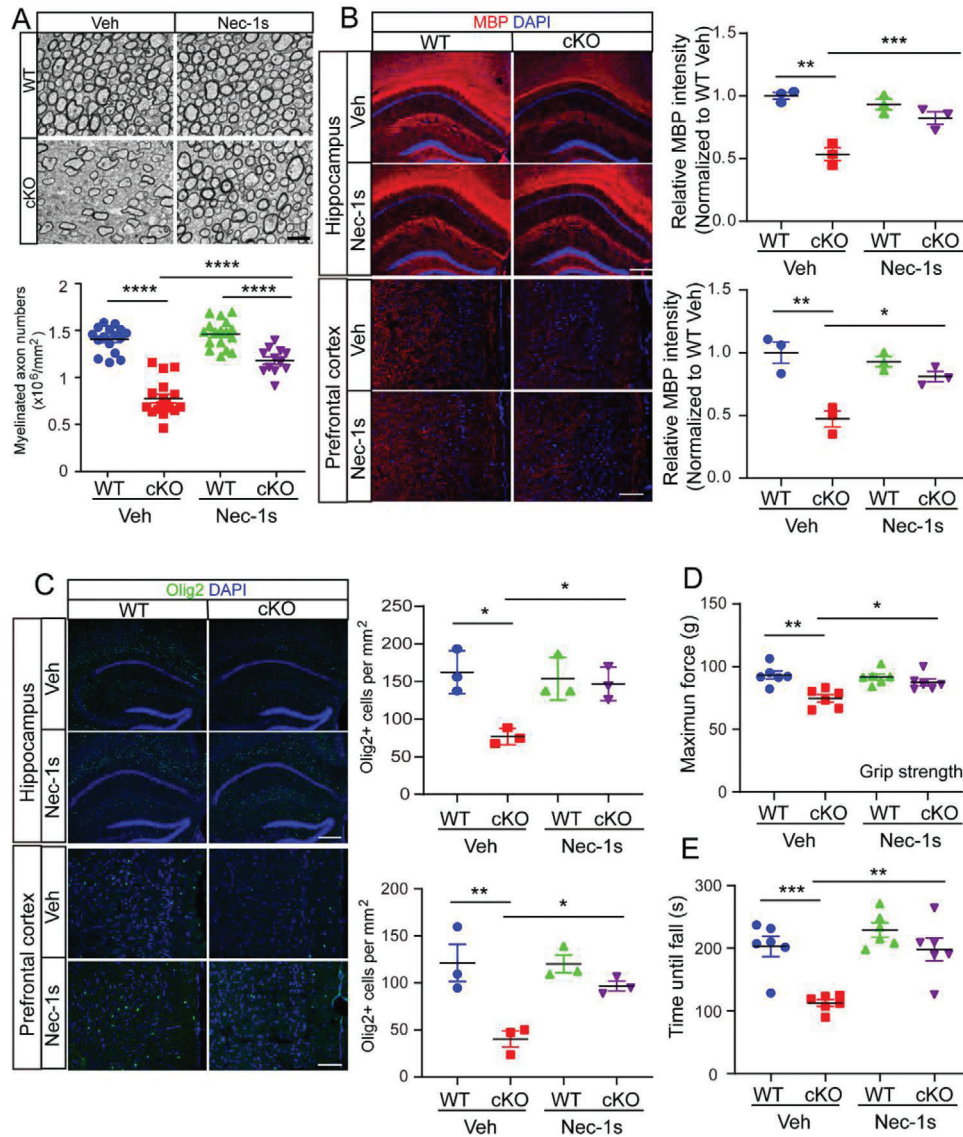 A
Veh Nec-1s
WT
cKO
****
**** ****
Myelinated axon numbers
(x10⁶/mm²)
2
1.5
1
0.5
0
WT cKO WT cKO
Veh Nec-1s
B
MBP DAPI
WT cKO
Hippocampus
Veh
Nec-1s
Prefrontal cortex
Veh
Nec-1s
Relative MBP intensity
(Normalized to WT Veh)
1.5
1.0
0.5
0.0
** ***
WT cKO WT cKO
Veh Nec-1s
Relative MBP intensity
(Normalized to WT Veh)
1.5
1.0
0.5
0.0
** *
WT cKO WT cKO
Veh Nec-1s
C
Olig2 DAPI
WT cKO
Hippocampus
Veh
Nec-1s
Prefrontal cortex
Veh
Nec-1s
Olig2+ cells per mm²
250
200
150
100
50
0
* *
WT cKO WT cKO
Veh Nec-1s
Olig2+ cells per mm²
200
150
100
50
0
** *
WT cKO WT cKO
Veh Nec-1s
D
Maximun force (g)
150
100
50
0
** *
Grip strength
WT cKO WT cKO
Veh Nec-1s
E
Time until fall (s)
300
200
100
0
*** **
WT cKO WT cKO
Veh Nec-1s